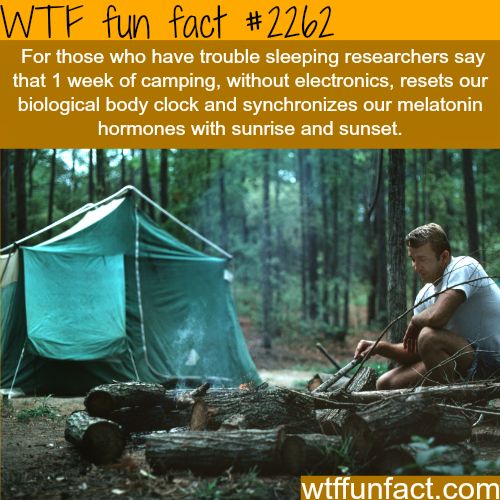 WTF fun fact #2262
For those who have trouble sleeping researchers say
that 1 week of camping, without electronics, resets our
biological body clock and synchronizes our melatonin
hormones with sunrise and sunset.
wtffunfact.com